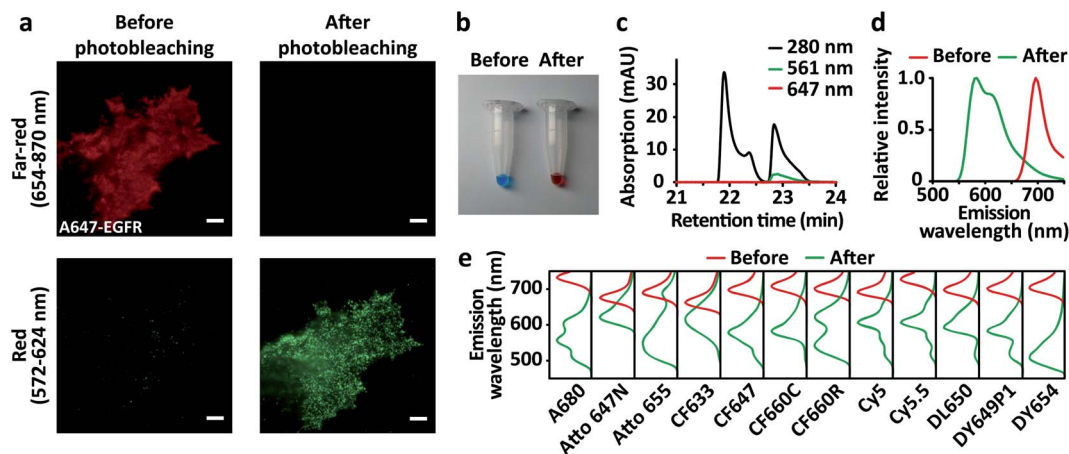 a
Before
photobleaching
After
photobleaching
Far-red
(654-870 nm)
A647-EGFR
Red
(572-624 nm)
b
Before After
c
280 nm
561 nm
647 nm
Absorption (mAU)
30
20
10
0
21 22 23 24
Retention time (min)
d
Before After
Relative intensity
1.0
0.5
0
500 600 700
Emission
wavelength (nm)
e
Before After
Emission
wavelength (nm)
700
600
500
A680
Atto 647N
Atto 655
CF633
CF647
CF660C
CF660R
Cy5
Cy5.5
DL650
DY649P1
DY654